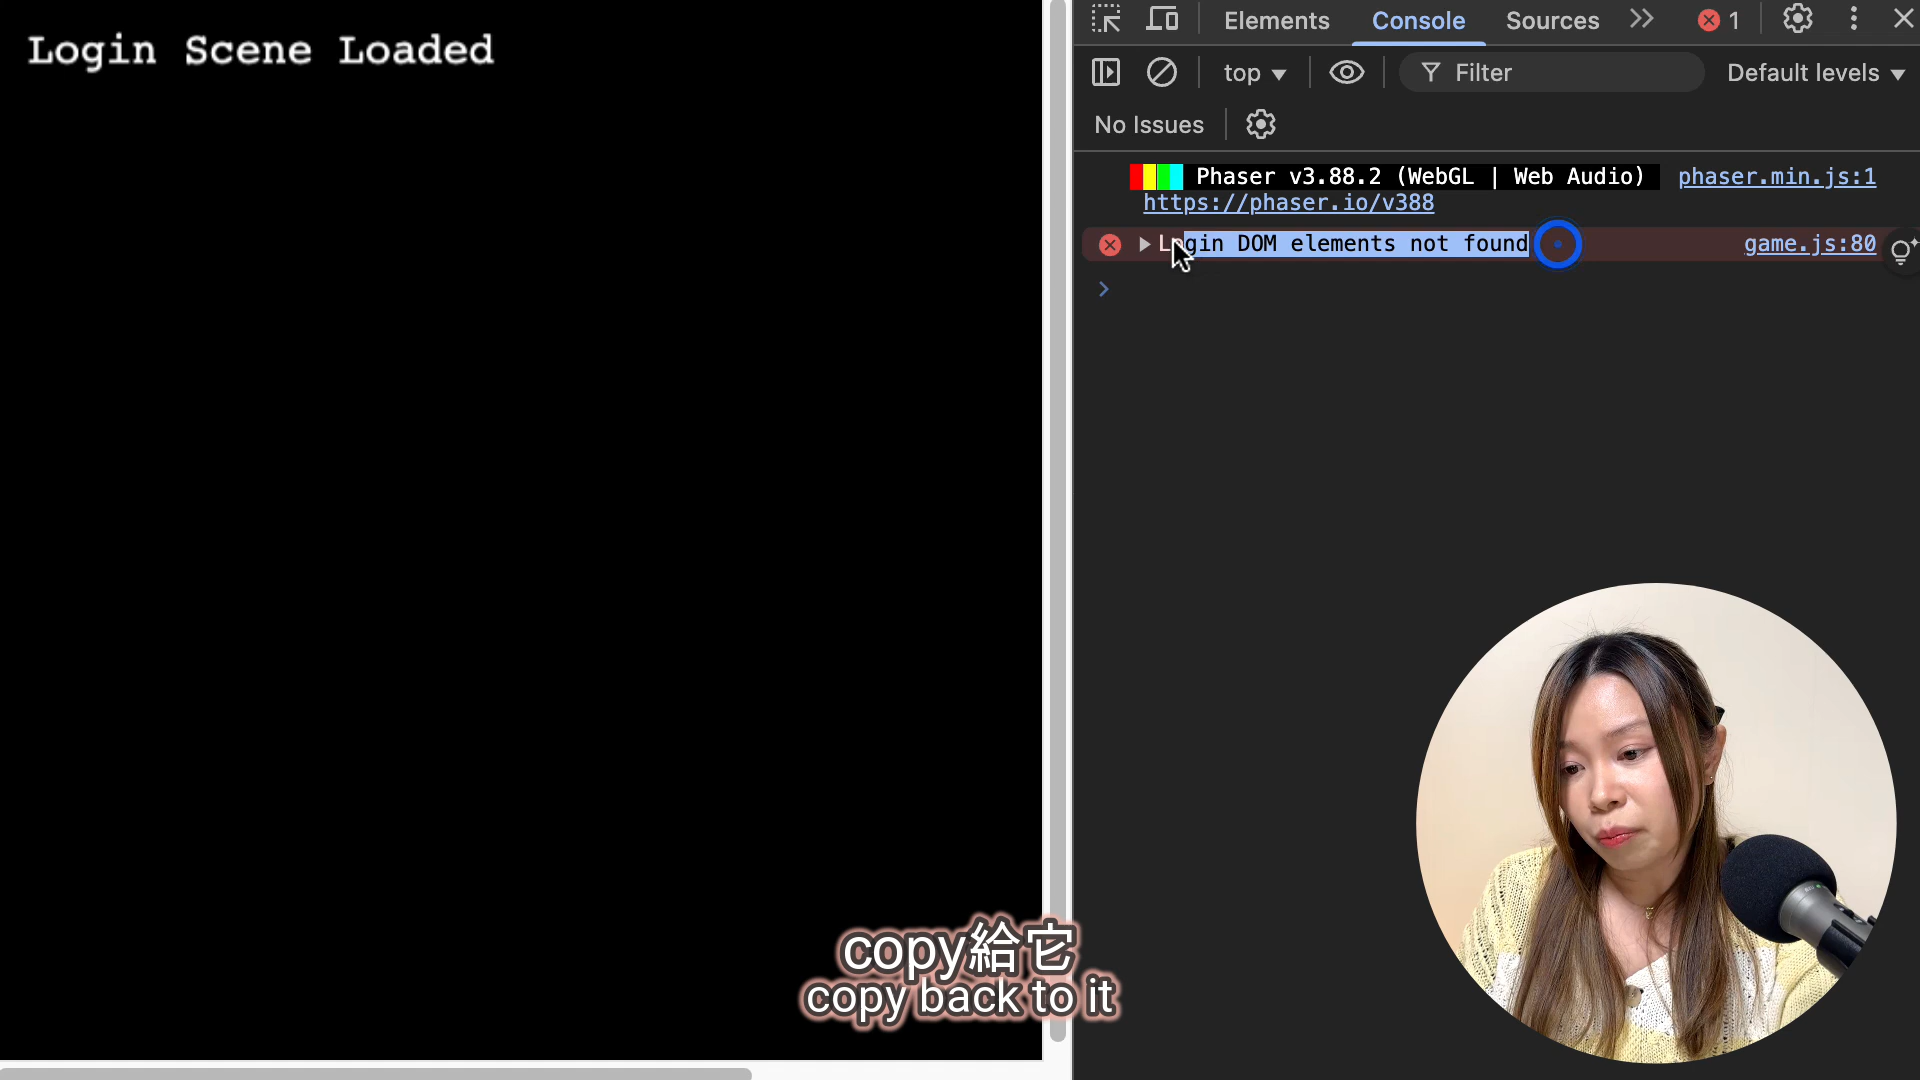 Login Scene Loaded
Elements Console Sources 1
top Filter Default levels
No Issues
Phaser v3.88.2 (WebGL | Web Audio) phaser.min.js:1
https://phaser.io/v388
Login DOM elements not found game.js:80
copy給它
copy back to it